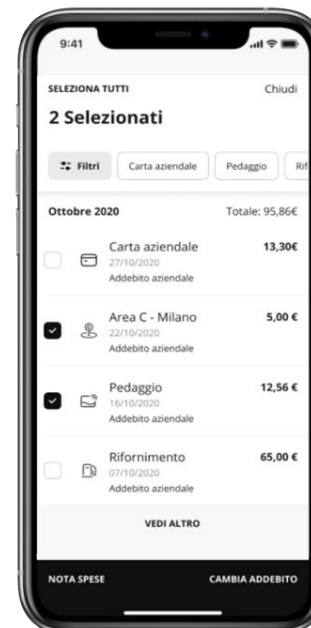 9:41
SELEZIONA TUTTI Chiudi
2 Selezionati
Filtri Carta aziendale Pedaggio Rif
Ottobre 2020 Totale: 95,86€
Carta aziendale 13,30€
27/10/2020
Addebito aziendale
Area C - Milano 5,00 €
22/10/2020
Addebito aziendale
Pedaggio 12,56 €
16/10/2020
Addebito aziendale
Rifornimento 65,00 €
07/10/2020
Addebito aziendale
VEDI ALTRO
NOTA SPESE CAMBIA ADDEBITO